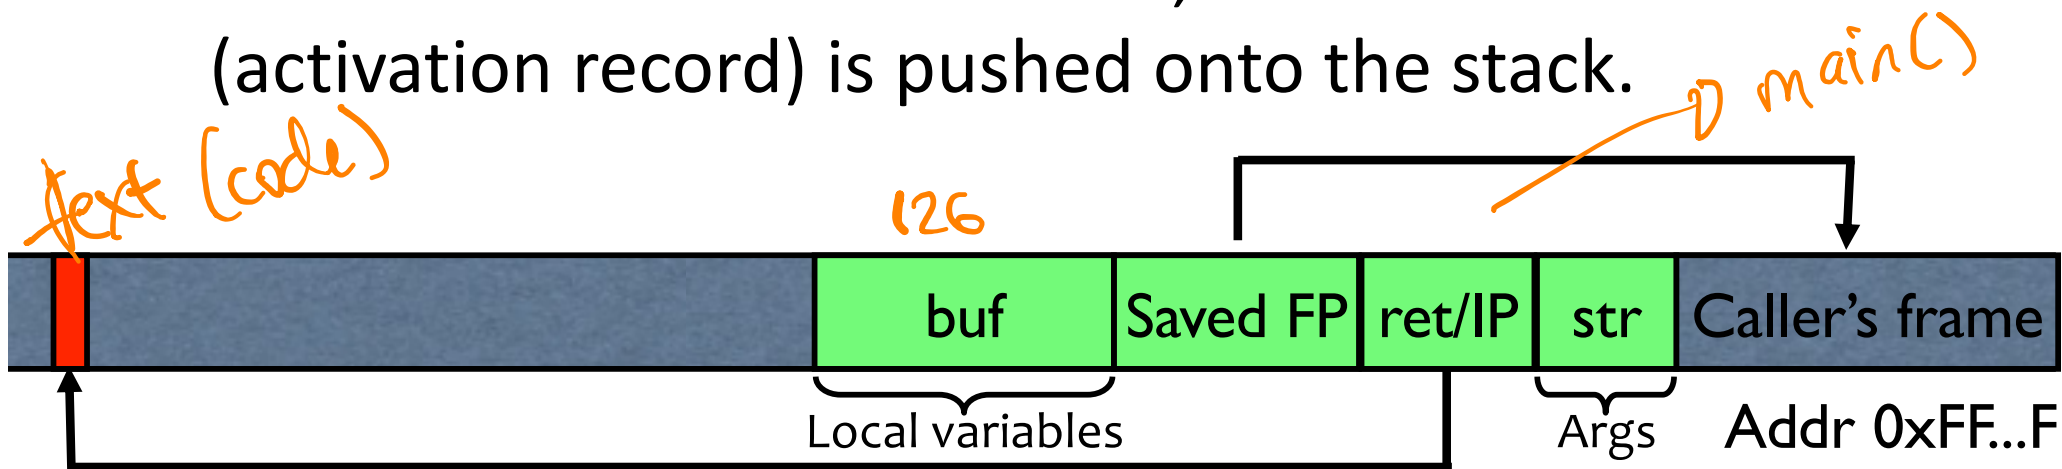 (activation record) is pushed onto the stack.
main()
text (code)
126
buf
Saved FP
ret/IP
str
Caller's frame
Local variables
Args
Addr 0xFF...F